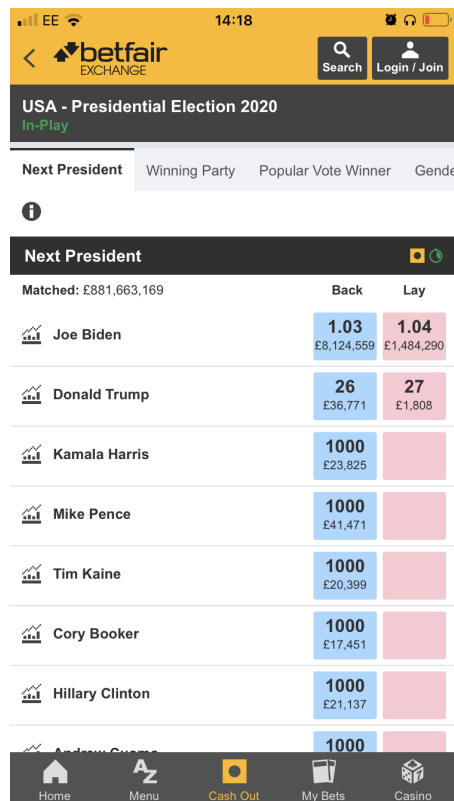 EE 14:18
betfair
EXCHANGE
Search
Login / Join
USA - Presidential Election 2020
In-Play
Next President Winning Party Popular Vote Winner Gende
Next President
Matched: £881,663,169 Back Lay
Joe Biden 1.03 1.04
£8,124,559 £1,484,290
Donald Trump 26 27
£36,771 £1,808
Kamala Harris 1000
£23,825
Mike Pence 1000
£41,471
Tim Kaine 1000
£20,399
Cory Booker 1000
£17,451
Hillary Clinton 1000
£21,137
Andrew Cuomo 1000
AZ
Home Menu Cash Out My Bets Casino